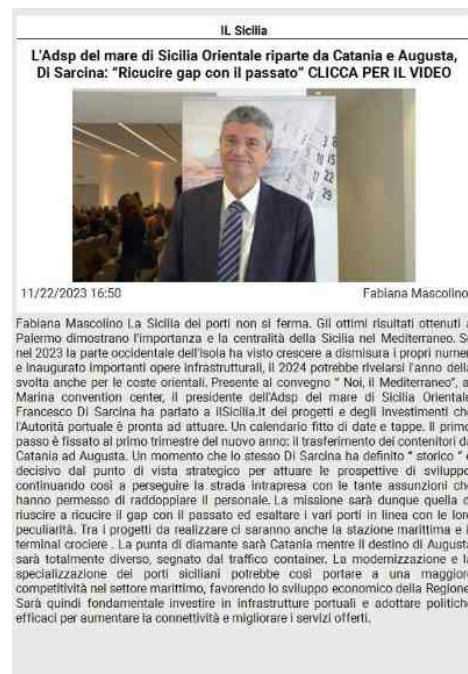 IL Sicilia
L'Adsp del mare di Sicilia Orientale riparte da Catania e Augusta,
Di Sarcina: "Ricucire gap con il passato" CLICCA PER IL VIDEO
3 8
10 15
22
29
11/22/2023 16:50
Fabiana Mascolino
Fabiana Mascolino La Sicilia dei porti non si ferma. Gli ottimi risultati ottenuti
Palermo dimostrano l'importanza e la centralità della Sicilia nel Mediterraneo. S
nel 2023 la parte occidentale dell'Isola ha visto crescere a dismisura i propri nume
e inaugurato importanti opere infrastrutturali, il 2024 potrebbe rivelarsi l'anno dell
svolta anche per le coste orientali. Presente al convegno " Noi, il Mediterraneo", a
Marina convention center, il presidente dell'Adsp del mare di Sicilia Orientale
Francesco Di Sarcina ha parlato a ilSicilia.it dei progetti e degli investimenti ch
l'Autorità portuale è pronta ad attuare. Un calendario fitto di date e tappe. Il primo
passo è fissato al primo trimestre del nuovo anno: il trasferimento dei contenitori d
Catania ad Augusta. Un momento che lo stesso Di Sarcina ha definito " storico "
decisivo dal punto di vista strategico per attuare le prospettive di sviluppo
continuando così a perseguire la strada intrapresa con le tante assunzioni ch
hanno permesso di raddoppiare il personale. La missione sarà dunque quella d
riuscire a ricucire il gap con il passato ed esaltare i vari porti in linea con le lor
peculiarità. Tra i progetti da realizzare ci saranno anche la stazione marittima e i
terminal crociere . La punta di diamante sarà Catania mentre il destino di Augusta
sarà totalmente diverso, segnato dal traffico container. La modernizzazione e l
specializzazione dei porti siciliani potrebbe così portare a una maggior
competitività nel settore marittimo, favorendo lo sviluppo economico della Regione
Sarà quindi fondamentale investire in infrastrutture portuali e adottare politich
efficaci per aumentare la connettività e migliorare i servizi offerti.